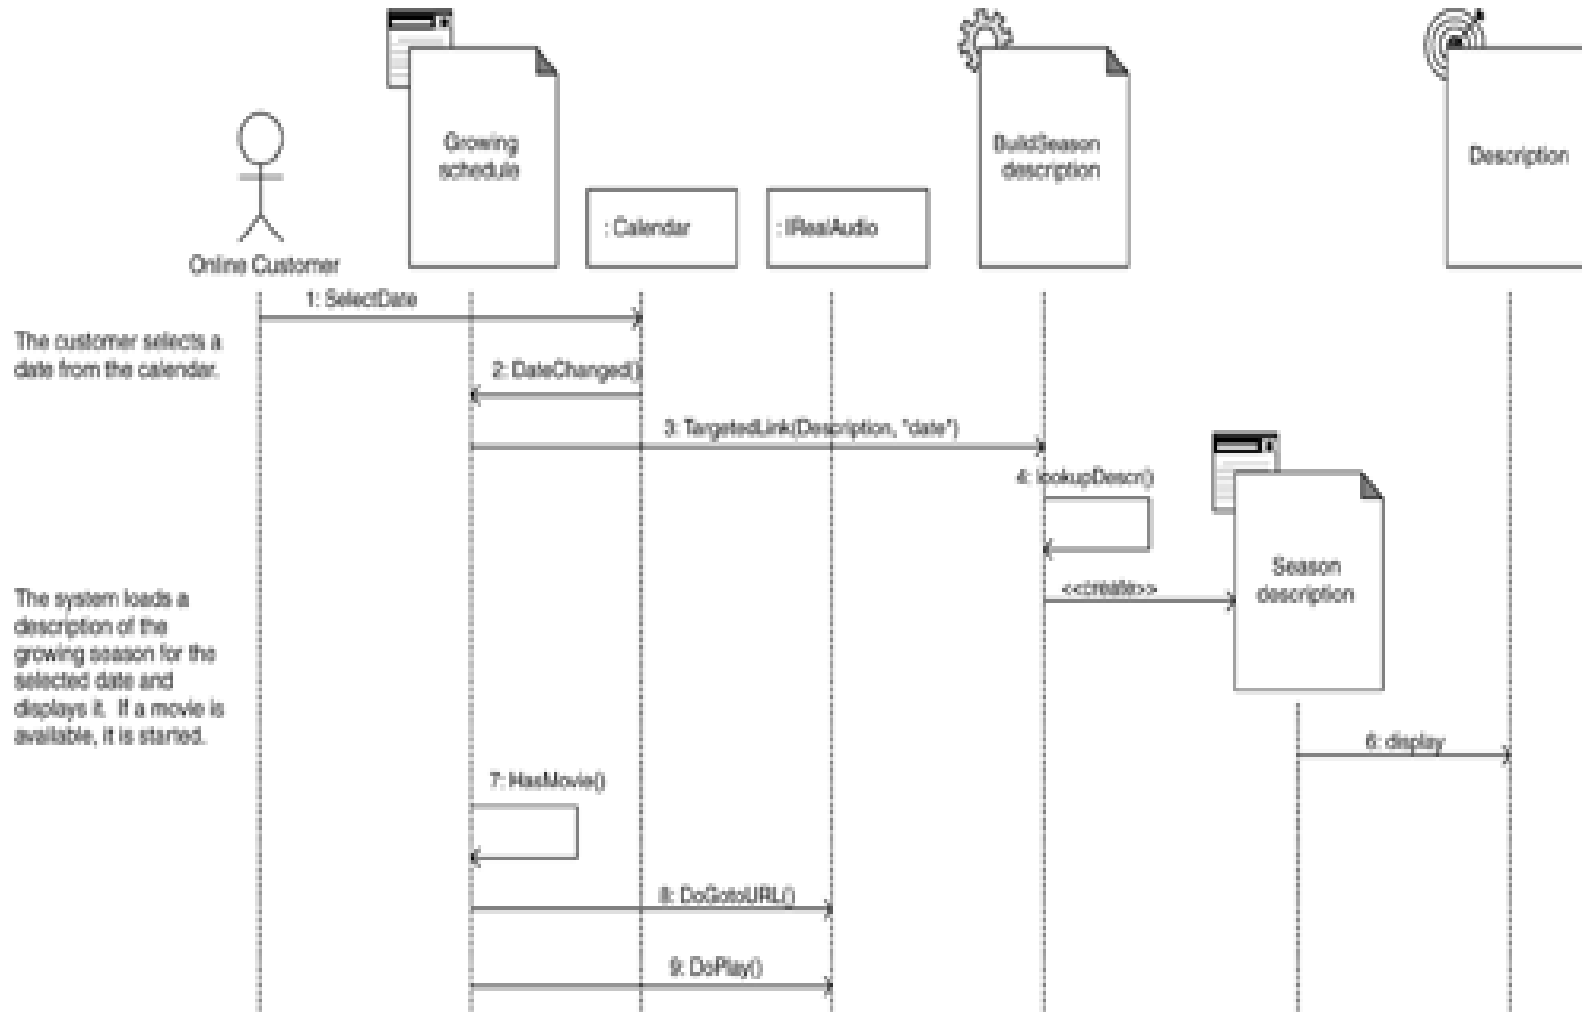 Growing
schedule
BuildSeason
description
Description
: Calendar
: IRealAudio
Online Customer
1: SelectDate
The customer selects a
date from the calendar.
2: DateChanged()
3: TargetedLink(Description, "date")
4: lookupDescr()
Season
description
<<create>>
The system loads a
description of the
growing season for the
selected date and
displays it. If a movie is
available, it is started.
6: display
7: HasMovie()
8: DoGotoURL()
9: DoPlay()